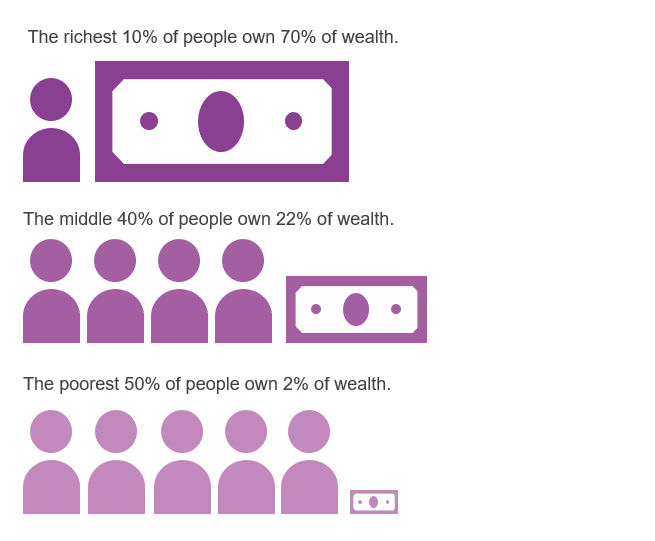 The richest 10% of people own 70% of wealth.
The middle 40% of people own 22% of wealth.
The poorest 50% of people own 2% of wealth.